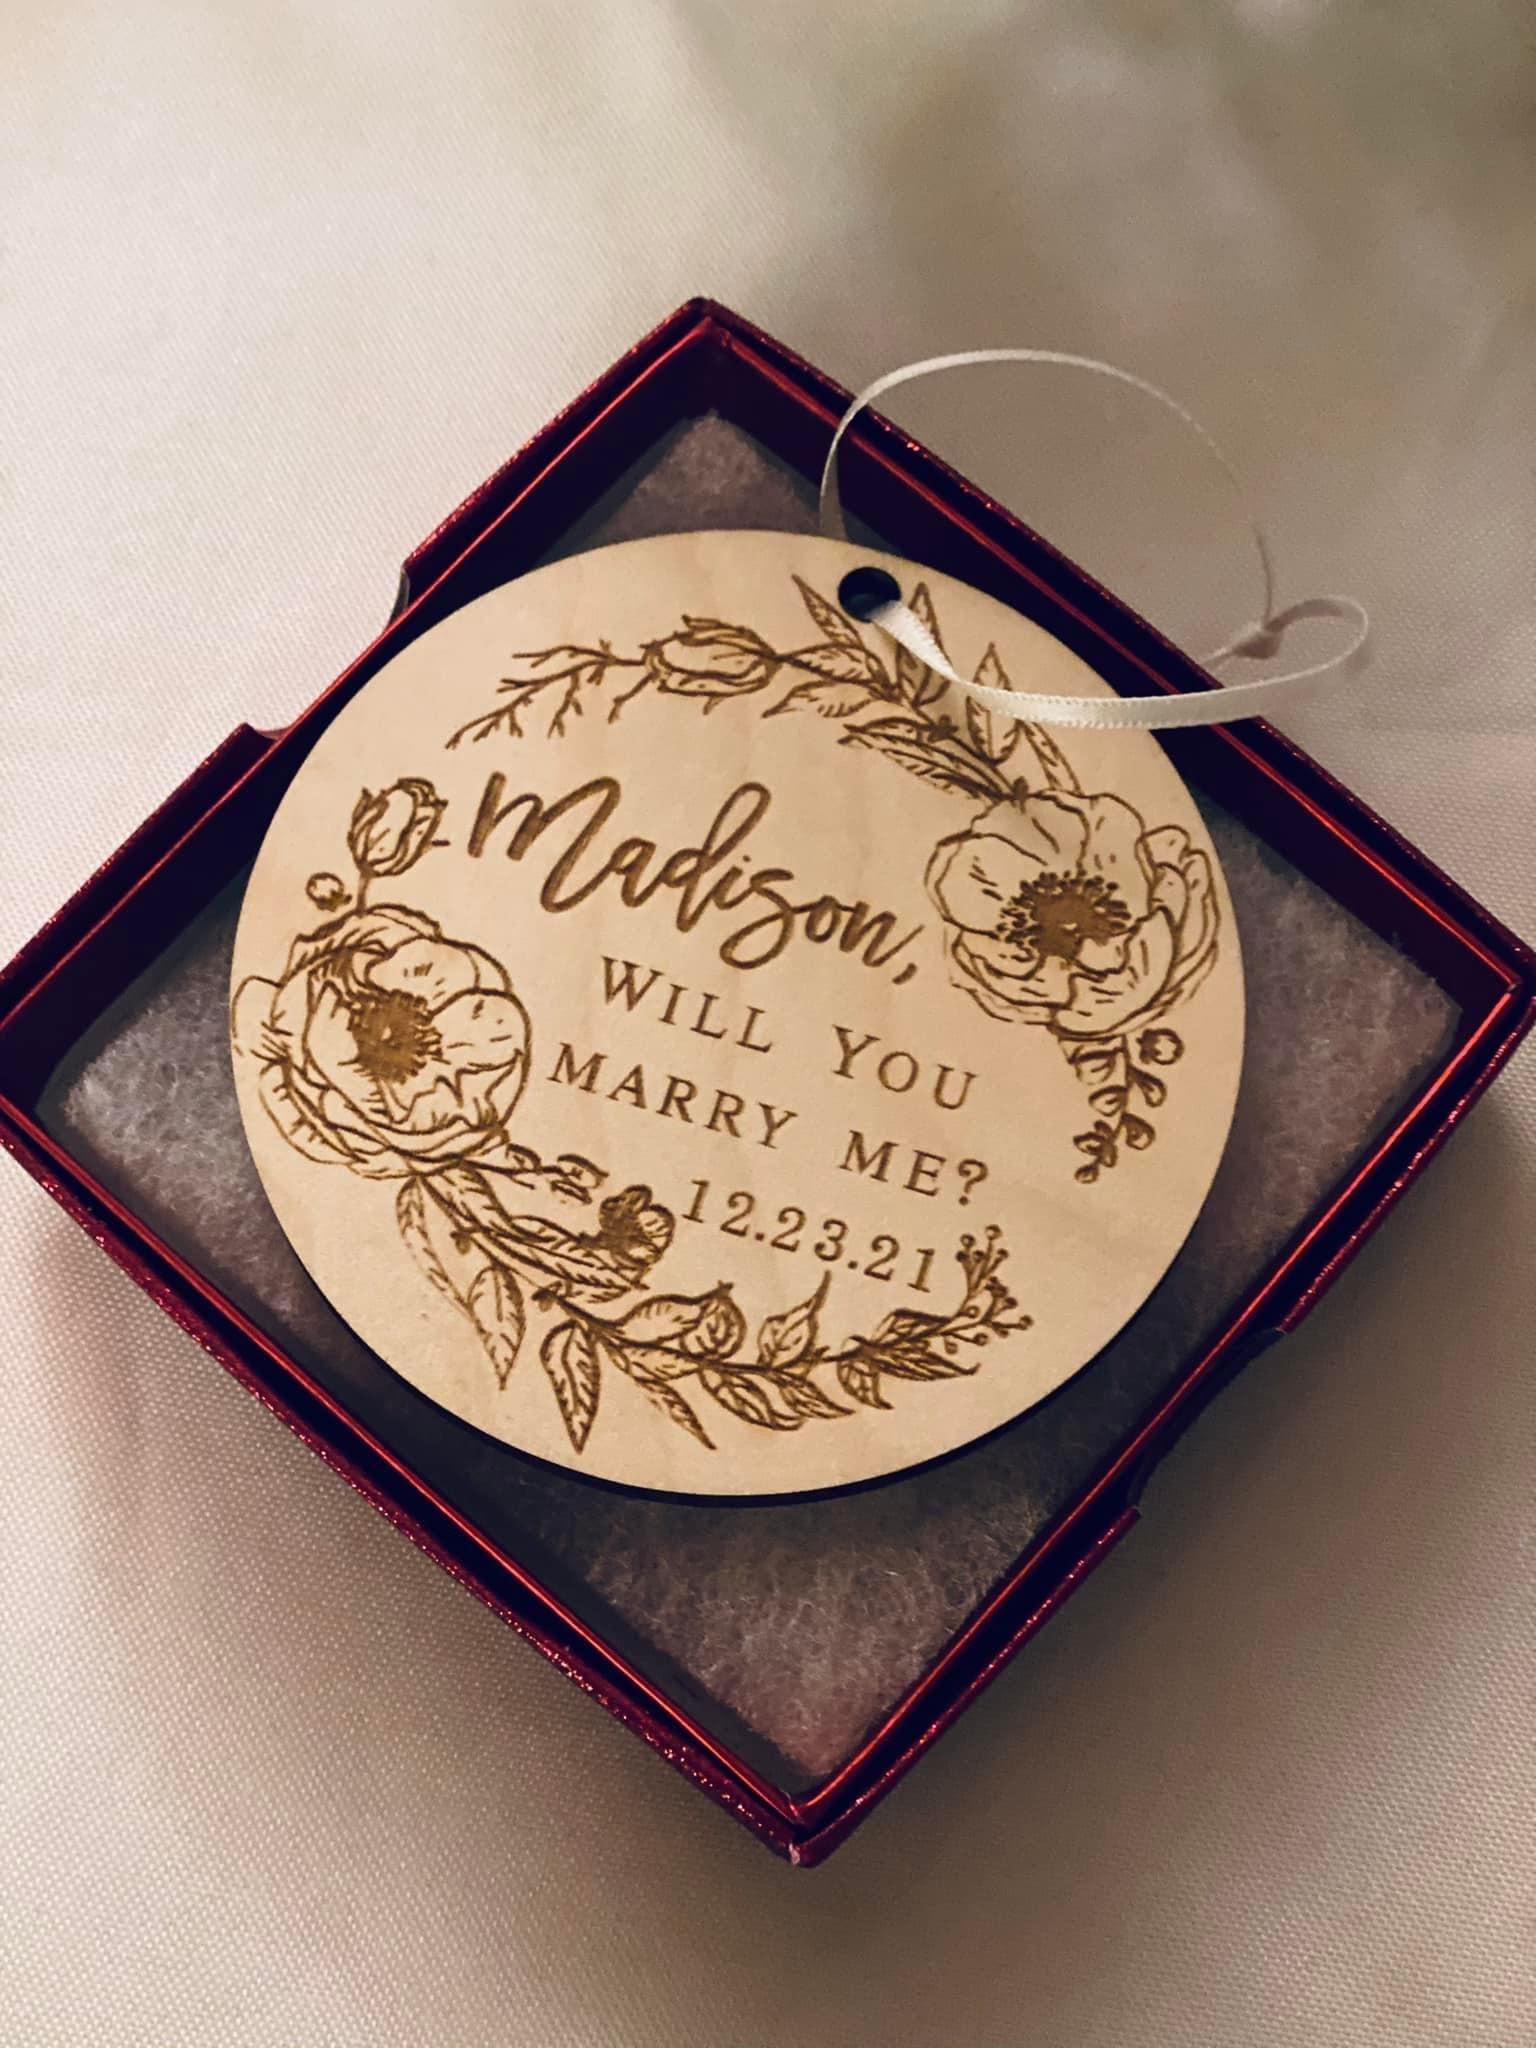 Madison,
WILL YOU
MARRY ME?
12.23.21